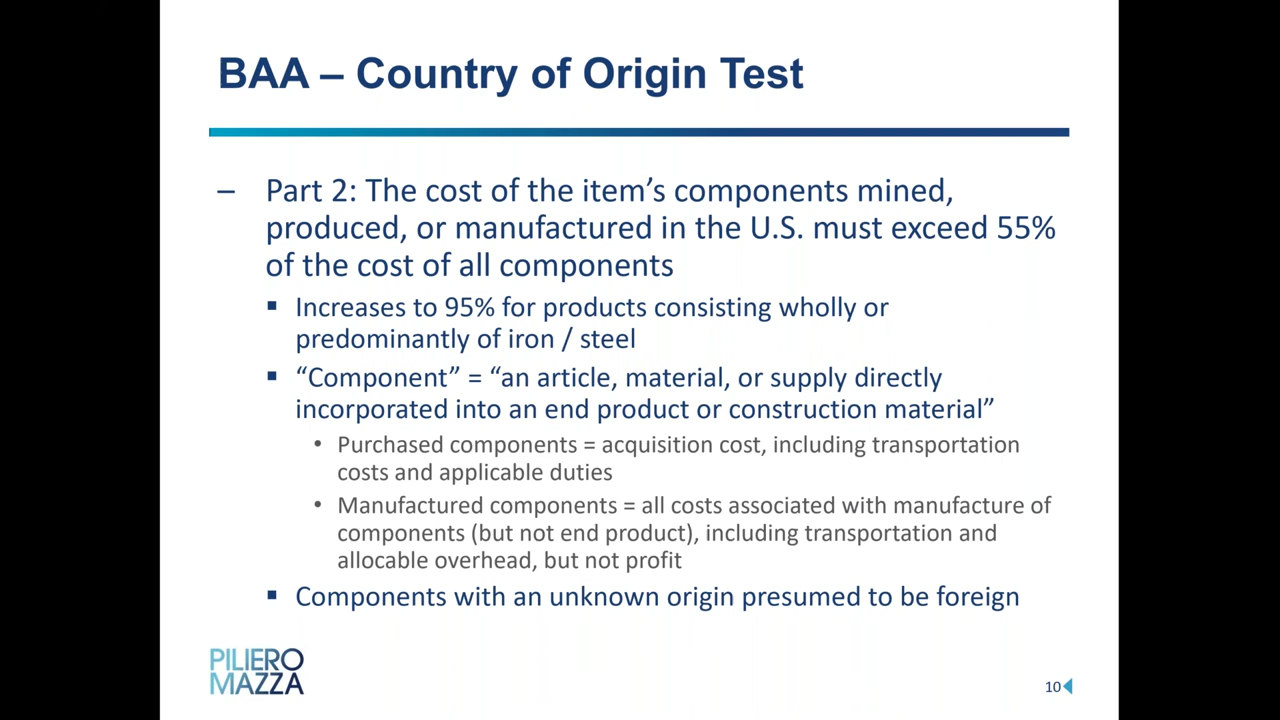 BAA – Country of Origin Test
– Part 2: The cost of the item’s components mined,
produced, or manufactured in the U.S. must exceed 55%
of the cost of all components
▪ Increases to 95% for products consisting wholly or
predominantly of iron / steel
▪ “Component” = “an article, material, or supply directly
incorporated into an end product or construction material”
• Purchased components = acquisition cost, including transportation
costs and applicable duties
• Manufactured components = all costs associated with manufacture of
components (but not end product), including transportation and
allocable overhead, but not profit
▪ Components with an unknown origin presumed to be foreign
PILIERO
MAZZA
10